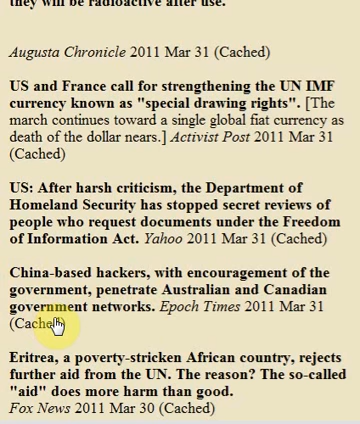 they will be radioactive after use.
Augusta Chronicle 2011 Mar 31 (Cached)
US and France call for strengthening the UN IMF
currency known as "special drawing rights". [The
march continues toward a single global fiat currency as
death of the dollar nears.] Activist Post 2011 Mar 31
(Cached)
US: After harsh criticism, the Department of
Homeland Security has stopped secret reviews of
people who request documents under the Freedom
of Information Act. Yahoo 2011 Mar 31 (Cached)
China-based hackers, with encouragement of the
government, penetrate Australian and Canadian
government networks. Epoch Times 2011 Mar 31
(Cached)
Eritrea, a poverty-stricken African country, rejects
further aid from the UN. The reason? The so-called
"aid" does more harm than good.
Fox News 2011 Mar 30 (Cached)